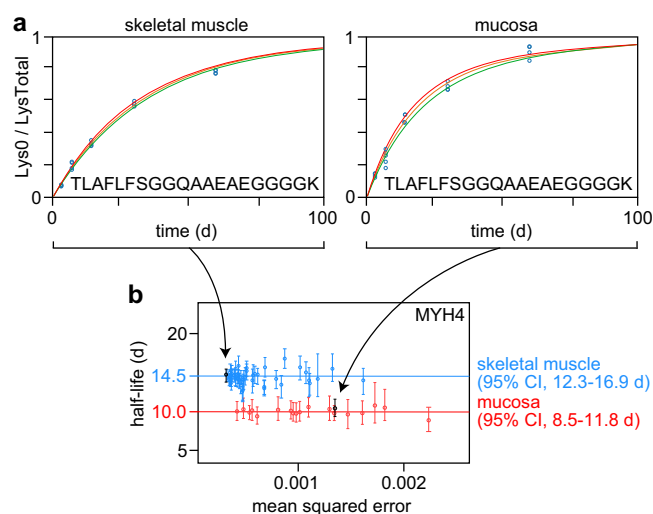 a
skeletal muscle
mucosa
Lys0 / LysTotal
1
0
TLAFLFSGGQAAEAEGGGGK
0
100
time (d)
1
0
TLAFLFSGGQAAEAEGGGGK
0
100
time (d)
b
MYH4
half-life (d)
20
14.5
10.0
5
0.001
0.002
mean squared error
skeletal muscle
(95% CI, 12.3-16.9 d)
mucosa
(95% CI, 8.5-11.8 d)